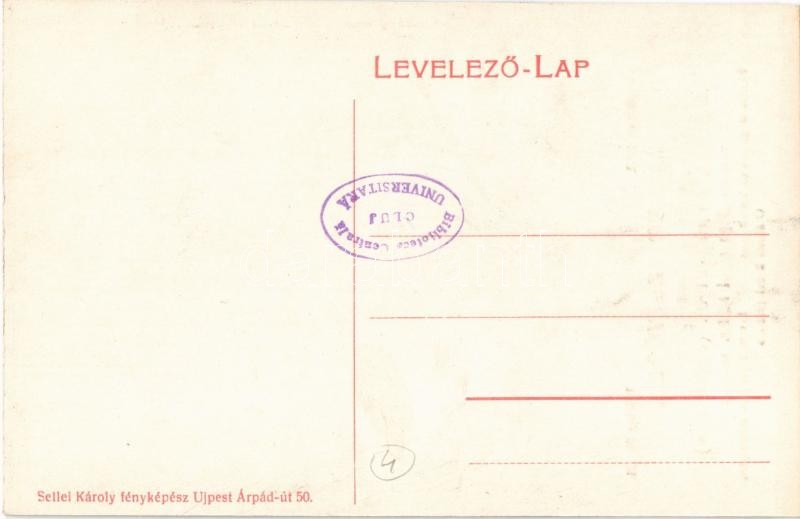 LEVELEZŐ-LAP
Biblioteca Centrală
CLUJ
UNIVERSITARĂ
4
Sellei Károly fényképész Ujpest Árpád-út 50.